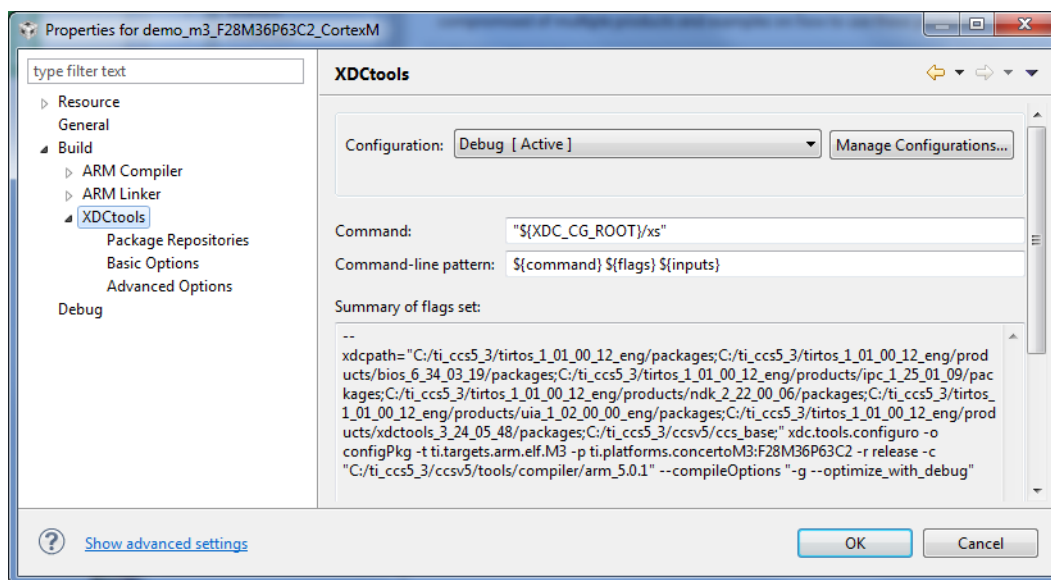 Properties for demo_m3_F28M36P63C2_CortexM
type filter text
Resource
General
Build
ARM Compiler
ARM Linker
XDCtools
Package Repositories
Basic Options
Advanced Options
Debug
XDCtools
Configuration: Debug [ Active ] Manage Configurations...
Command: "${XDC_CG_ROOT}/xs"
Command-line pattern: ${command} ${flags} ${inputs}
Summary of flags set:
--
xdcpath="C:/ti_ccs5_3/tirtos_1_01_00_12_eng/packages;C:/ti_ccs5_3/tirtos_1_01_00_12_eng/prod
ucts/bios_6_34_03_19/packages;C:/ti_ccs5_3/tirtos_1_01_00_12_eng/products/ipc_1_25_01_09/pac
kages;C:/ti_ccs5_3/tirtos_1_01_00_12_eng/products/ndk_2_22_00_06/packages;C:/ti_ccs5_3/tirtos_
1_01_00_12_eng/products/uia_1_02_00_00_eng/packages;C:/ti_ccs5_3/tirtos_1_01_00_12_eng/prod
ucts/xdctools_3_24_05_48/packages;C:/ti_ccs5_3/ccsv5/ccs_base;" xdc.tools.configuro -o
configPkg -t ti.targets.arm.elf.M3 -p ti.platforms.concertoM3:F28M36P63C2 -r release -c
"C:/ti_ccs5_3/ccsv5/tools/compiler/arm_5.0.1" --compileOptions "-g --optimize_with_debug"
Show advanced settings
OK
Cancel